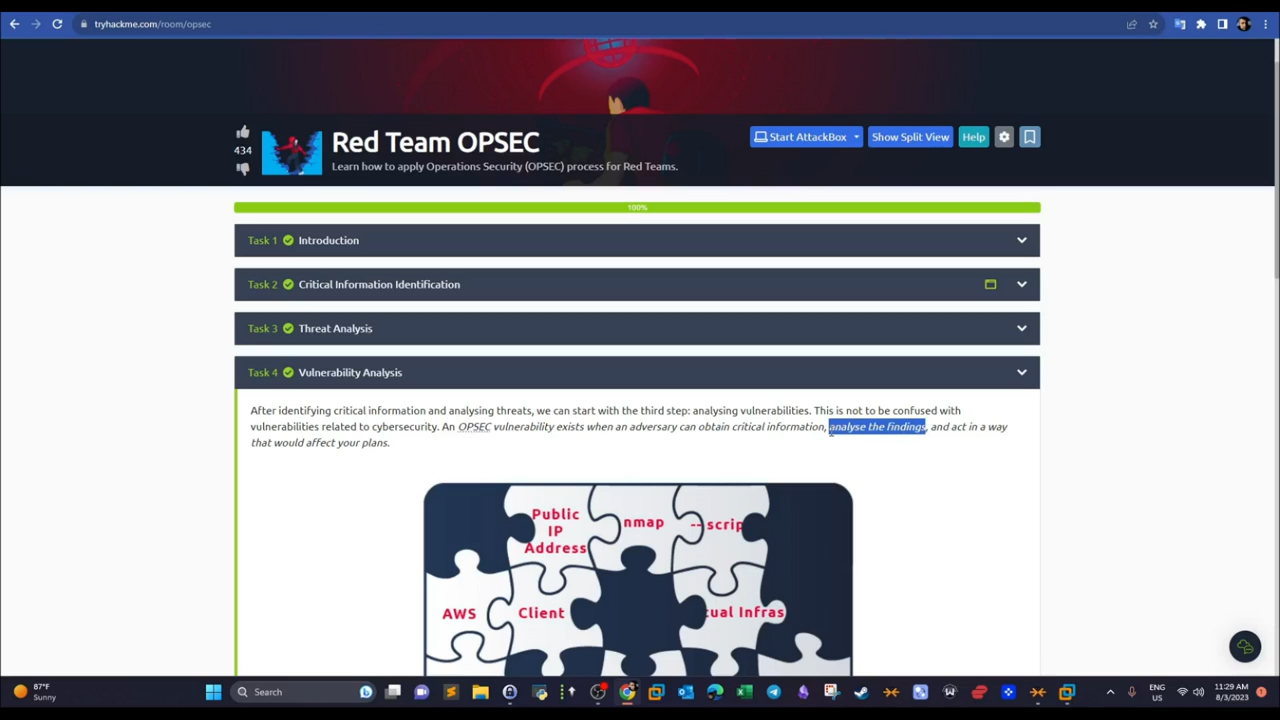 tryhackme.com/room/opsec
434
Red Team OPSEC
Learn how to apply Operations Security (OPSEC) process for Red Teams.
Start AttackBox
Show Split View
Help
100%
Task 1 Introduction
Task 2 Critical Information Identification
Task 3 Threat Analysis
Task 4 Vulnerability Analysis
After identifying critical information and analysing threats, we can start with the third step: analysing vulnerabilities. This is not to be confused with
vulnerabilities related to cybersecurity. An OPSEC vulnerability exists when an adversary can obtain critical information, analyse the findings, and act in a way
that would affect your plans.
Public
IP
Address
nmap
--scrip
AWS
Client
tual Infras
87°F
Sunny
Search
ENG
US
11:29 AM
8/3/2023